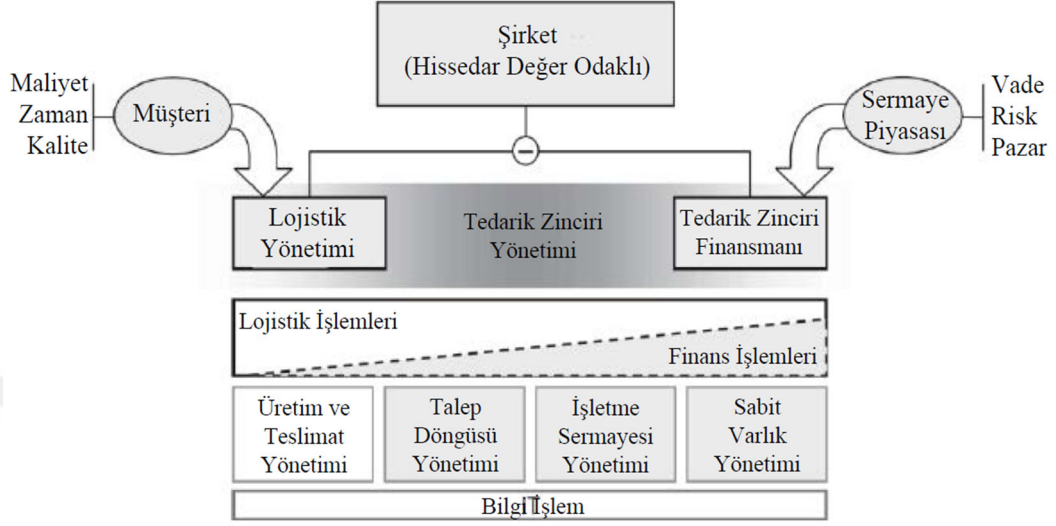 Şirket
(Hissedar Değer Odaklı)
Maliyet
Zaman
Kalite
Müşteri
Sermaye
Piyasası
Vade
Risk
Pazar
Lojistik
Yönetimi
Tedarik Zinciri
Yönetimi
Tedarik Zinciri
Finansmanı
Lojistik İşlemleri
Finans İşlemleri
Üretim ve
Teslimat
Yönetimi
Talep
Döngüsü
Yönetimi
İşletme
Sermayesi
Yönetimi
Sabit
Varlık
Yönetimi
Bilgi İşlem